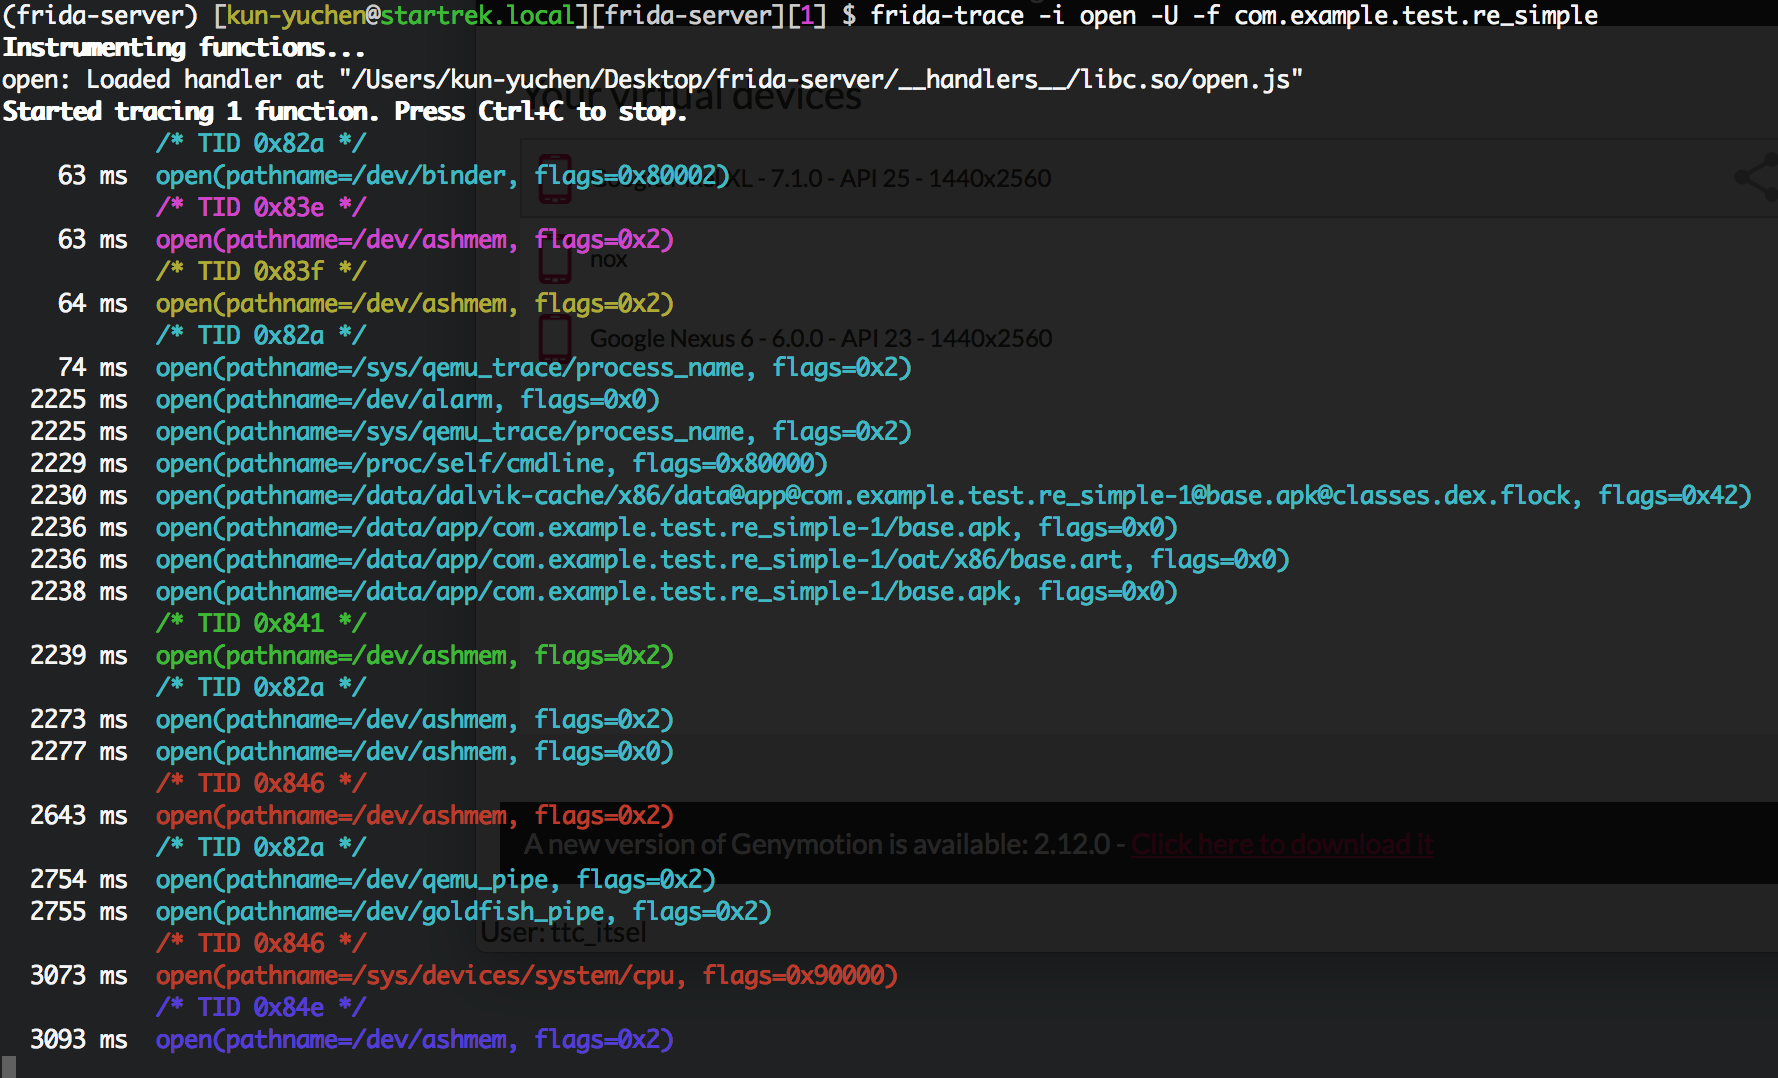 (frida-server) [kun-yuchen@startrek.local][frida-server][1] $ frida-trace -i open -U -f com.example.test.re_simple
Instrumenting functions...
open: Loaded handler at "/Users/kun-yuchen/Desktop/frida-server/__handlers__/libc.so/open.js"
Your virtual devices
Started tracing 1 function. Press Ctrl+C to stop.
/* TID 0x82a */
63 ms open(pathname=/dev/binder, flags=0x80002)
XL - 7.1.0 - API 25 - 1440x2560
/* TID 0x83e */
63 ms open(pathname=/dev/ashmem, flags=0x2)
nox
/* TID 0x83f */
64 ms open(pathname=/dev/ashmem, flags=0x2)
/* TID 0x82a */
Google Nexus 6 - 6.0.0 - API 23 - 1440x2560
74 ms open(pathname=/sys/qemu_trace/process_name, flags=0x2)
2225 ms open(pathname=/dev/alarm, flags=0x0)
2225 ms open(pathname=/sys/qemu_trace/process_name, flags=0x2)
2229 ms open(pathname=/proc/self/cmdline, flags=0x80000)
2230 ms open(pathname=/data/dalvik-cache/x86/data@app@com.example.test.re_simple-1@base.apk@classes.dex.flock, flags=0x42)
2236 ms open(pathname=/data/app/com.example.test.re_simple-1/base.apk, flags=0x0)
2236 ms open(pathname=/data/app/com.example.test.re_simple-1/oat/x86/base.art, flags=0x0)
2238 ms open(pathname=/data/app/com.example.test.re_simple-1/base.apk, flags=0x0)
/* TID 0x841 */
2239 ms open(pathname=/dev/ashmem, flags=0x2)
/* TID 0x82a */
2273 ms open(pathname=/dev/ashmem, flags=0x2)
2277 ms open(pathname=/dev/ashmem, flags=0x0)
/* TID 0x846 */
2643 ms open(pathname=/dev/ashmem, flags=0x2)
/* TID 0x82a */
A new version of Genymotion is available: 2.12.0 - Click here to download it
2754 ms open(pathname=/dev/qemu_pipe, flags=0x2)
2755 ms open(pathname=/dev/goldfish_pipe, flags=0x2)
User: ttc_itsel
/* TID 0x846 */
3073 ms open(pathname=/sys/devices/system/cpu, flags=0x90000)
/* TID 0x84e */
3093 ms open(pathname=/dev/ashmem, flags=0x2)